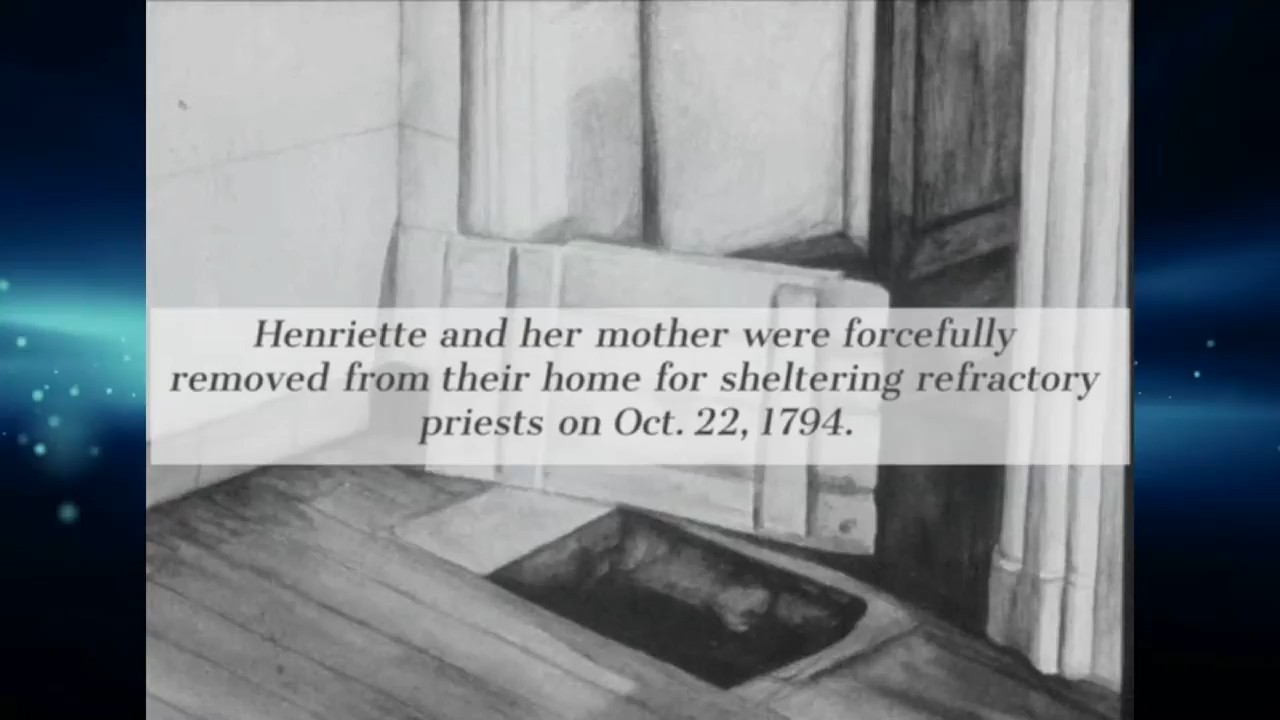 Henriette and her mother were forcefully
removed from their home for sheltering refractory
priests on Oct. 22, 1794.